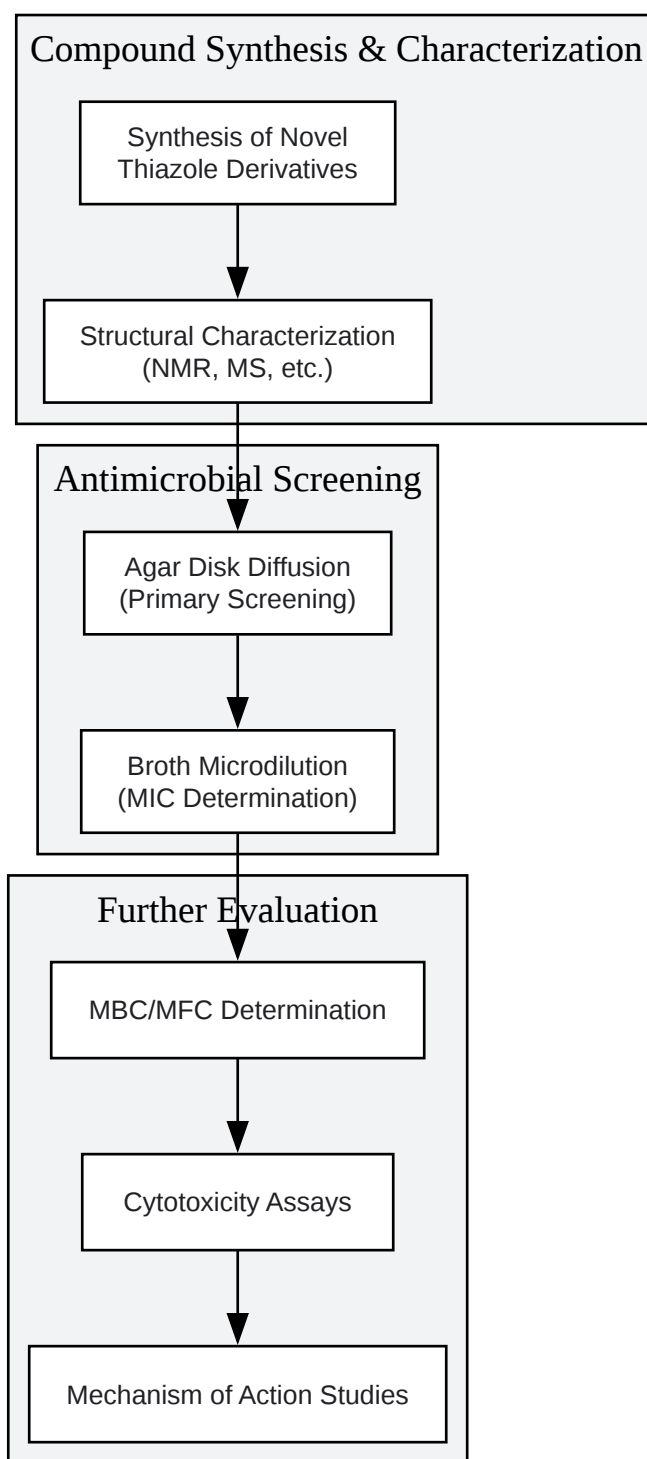 Compound Synthesis & Characterization
Synthesis of Novel
Thiazole Derivatives
Structural Characterization
(NMR, MS, etc.)
Antimicrobial Screening
Agar Disk Diffusion
(Primary Screening)
Broth Microdilution
(MIC Determination)
Further Evaluation
MBC/MFC Determination
Cytotoxicity Assays
Mechanism of Action Studies